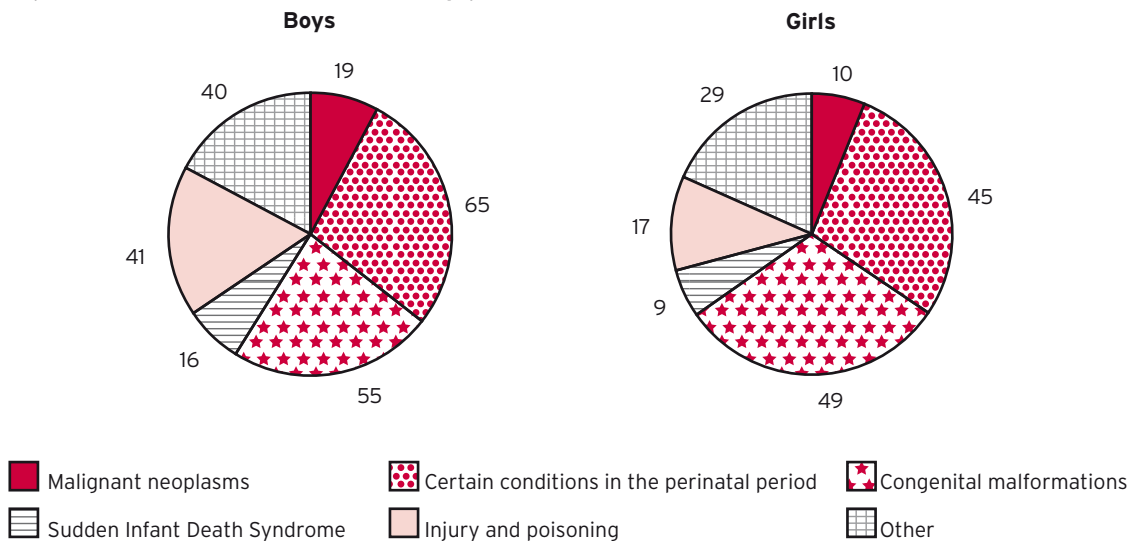 Boys
Girls
19
10
40
29
65
45
17
41
9
16
55
49
Malignant neoplasms
Certain conditions in the perinatal period
Congenital malformations
Sudden Infant Death Syndrome
Injury and poisoning
Other